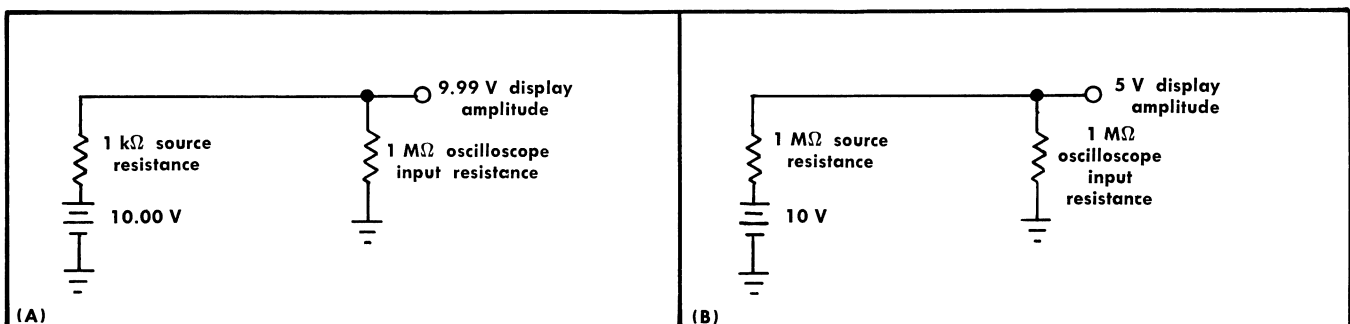 9.99 V display
amplitude
1 kΩ source
resistance
1 MΩ oscilloscope
input resistance
10.00 V
(A)
5 V display
amplitude
1 MΩ source
resistance
1 MΩ
oscilloscope
input
resistance
10 V
(B)